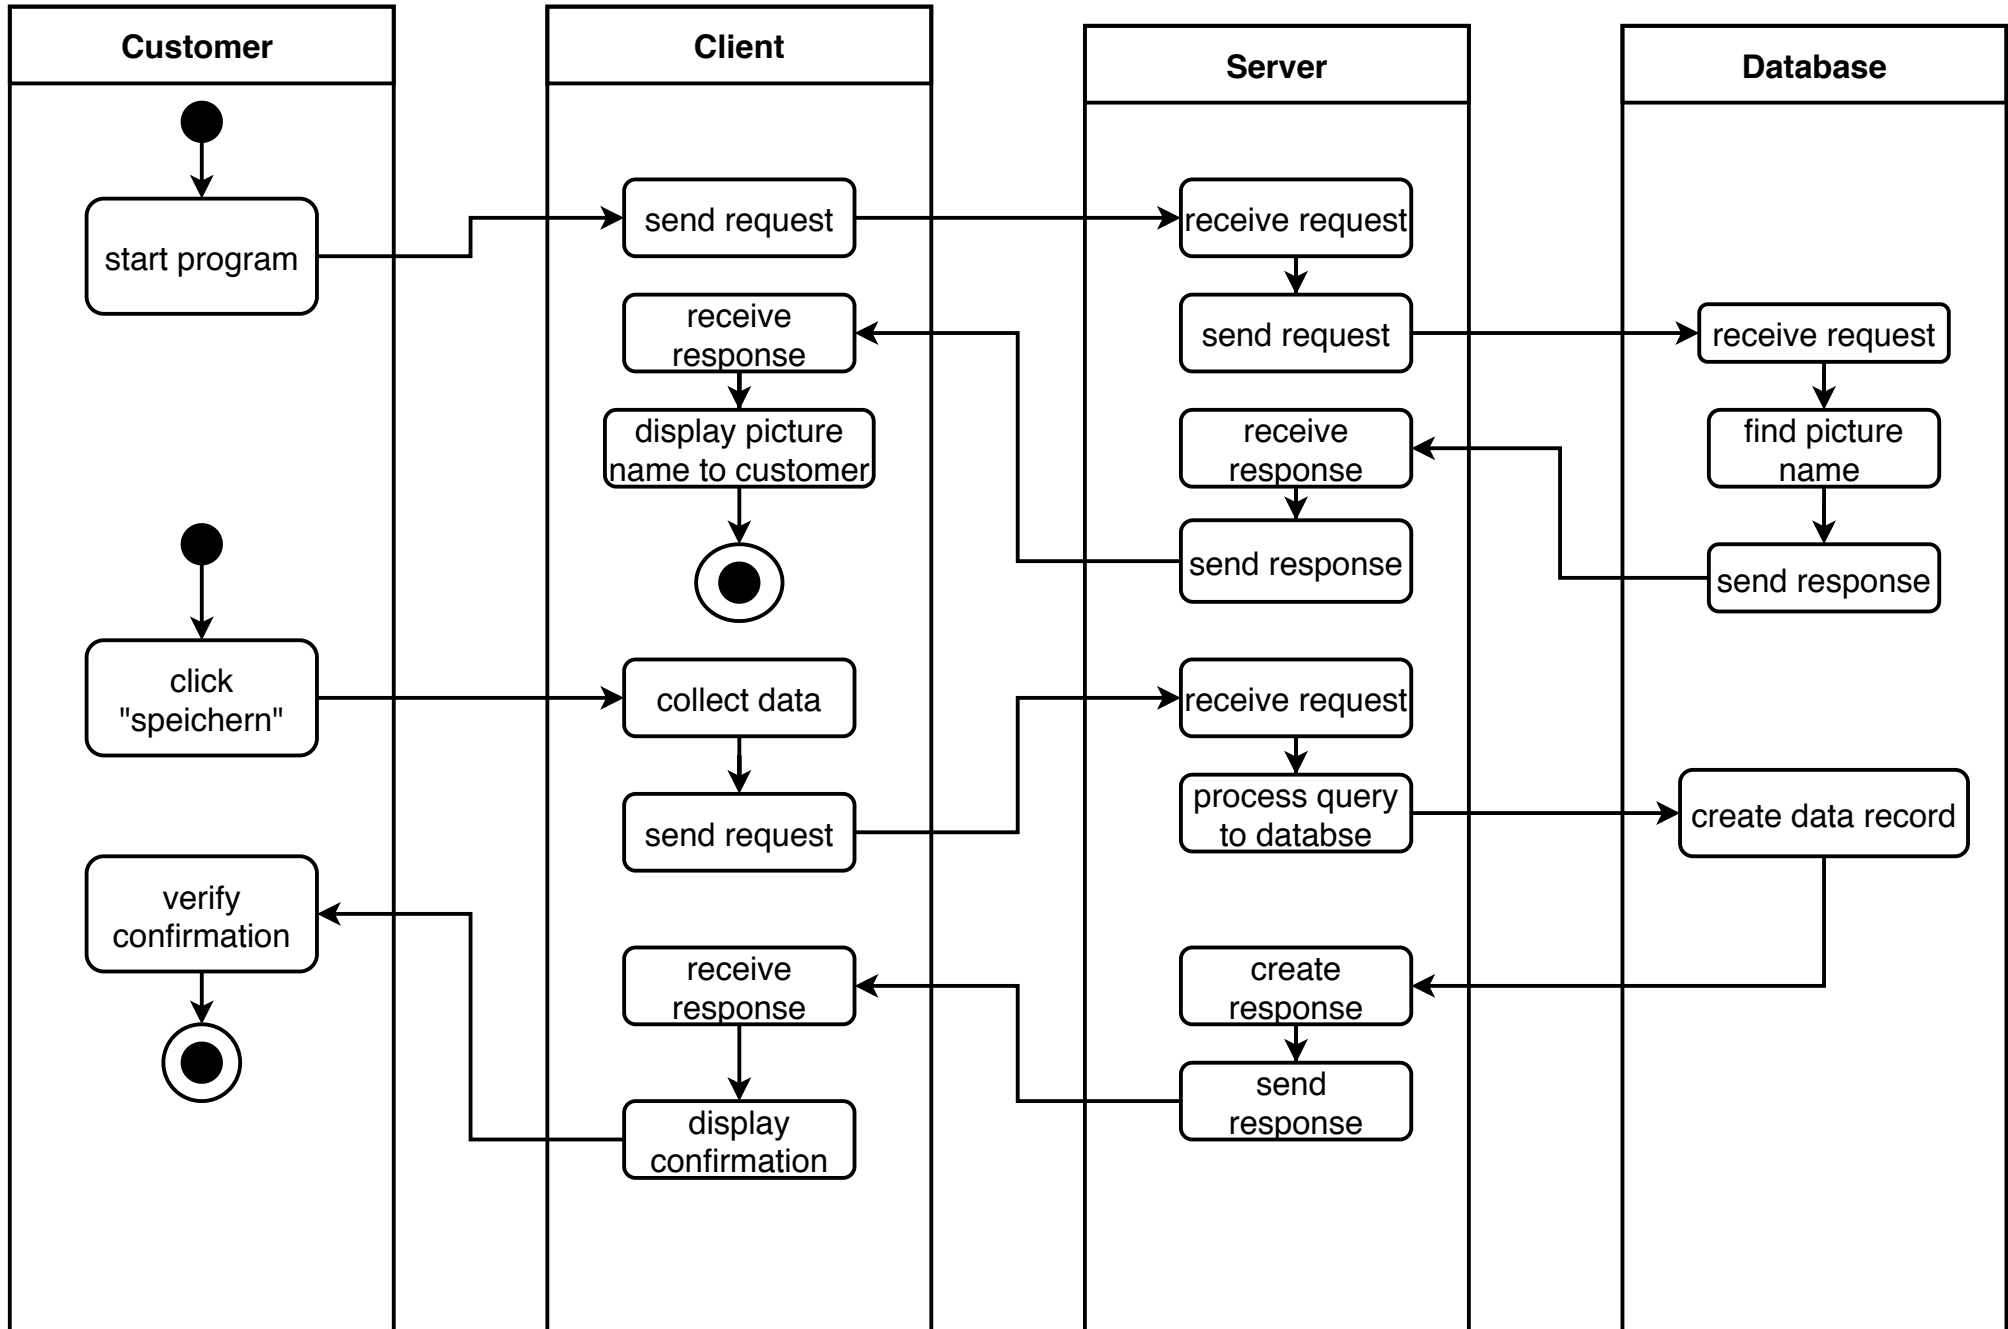 Customer
Client
Server
Database
start program
send request
receive request
receive
response
send request
receive request
display picture
name to customer
receive
response
find picture
name
send response
send response
click
"speichern"
collect data
receive request
send request
process query
to databse
create data record
verify
confirmation
receive
response
create
response
send
response
display
confirmation